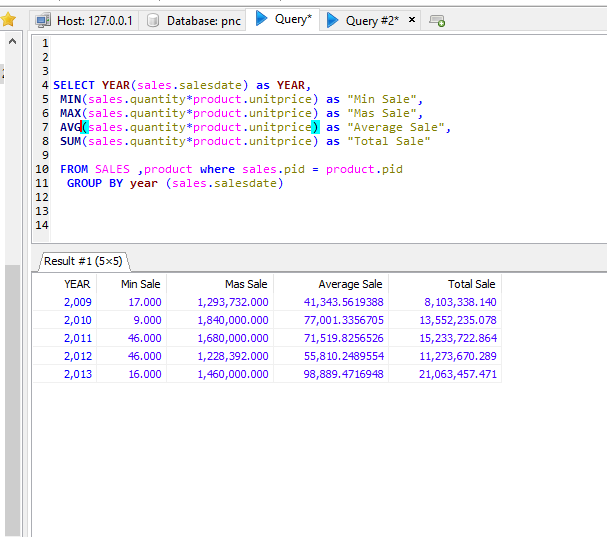 Host: 127.0.0.1 Database: pnc Query* Query #2* ×
1
2
3
4 SELECT YEAR(sales.salesdate) as YEAR,
5 MIN(sales.quantity*product.unitprice) as "Min Sale",
6 MAX(sales.quantity*product.unitprice) as "Mas Sale",
7 AVG(sales.quantity*product.unitprice) as "Average Sale",
8 SUM(sales.quantity*product.unitprice) as "Total Sale"
9
10 FROM SALES ,product where sales.pid = product.pid
11 GROUP BY year (sales.salesdate)
12
13
14
Result #1 (5×5)
YEAR Min Sale Mas Sale Average Sale Total Sale
2,009 17.000 1,293,732.000 41,343.5619388 8,103,338.140
2,010 9.000 1,840,000.000 77,001.3356705 13,552,235.078
2,011 46.000 1,680,000.000 71,519.8256526 15,233,722.864
2,012 46.000 1,228,392.000 55,810.2489554 11,273,670.289
2,013 16.000 1,460,000.000 98,889.4716948 21,063,457.471